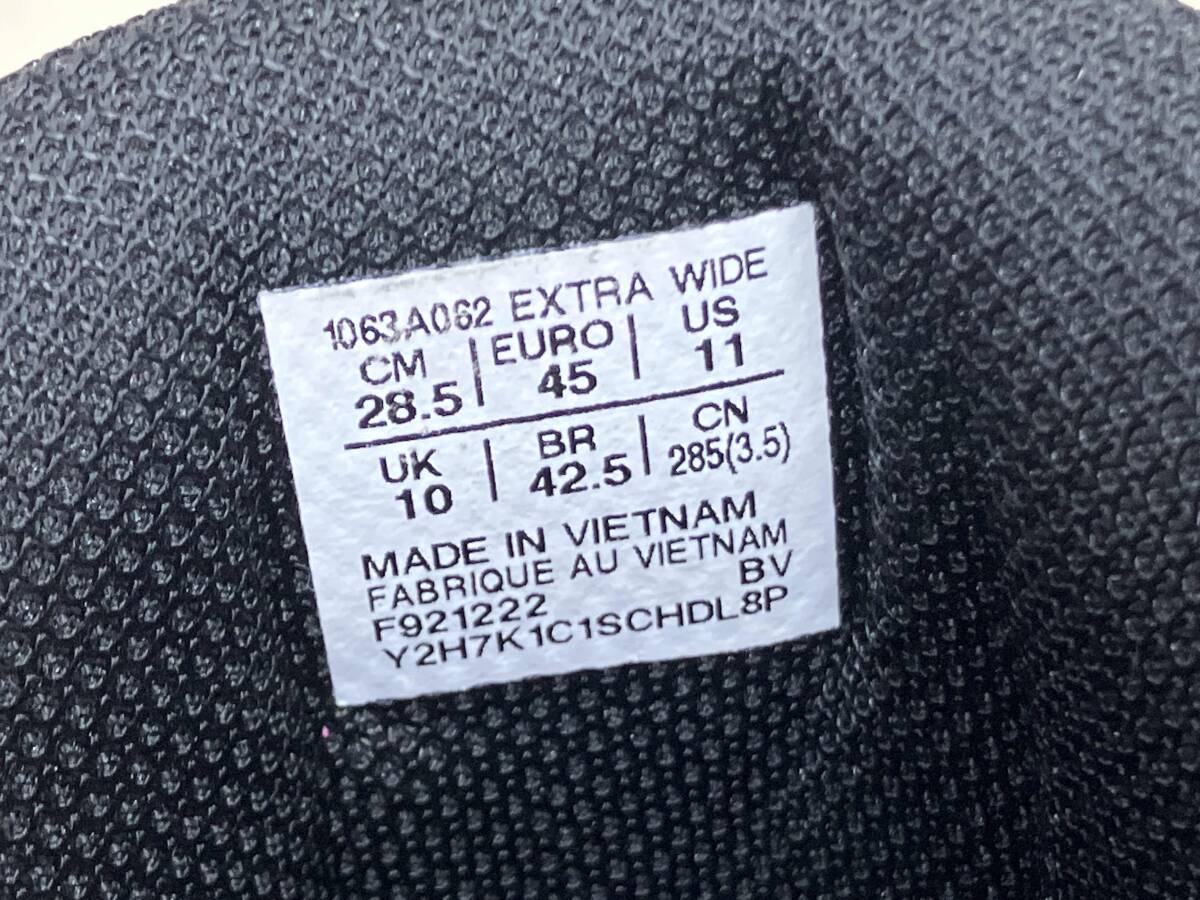 1063A062 EXTRA WIDE
CM | EURO | US
28.5 | 45 | 11
UK | BR | CN
10 | 42.5 | 285(3.5)
MADE IN VIETNAM
FABRIQUE AU VIETNAM
F921222 BV
Y2H7K1C1SCHDL8P